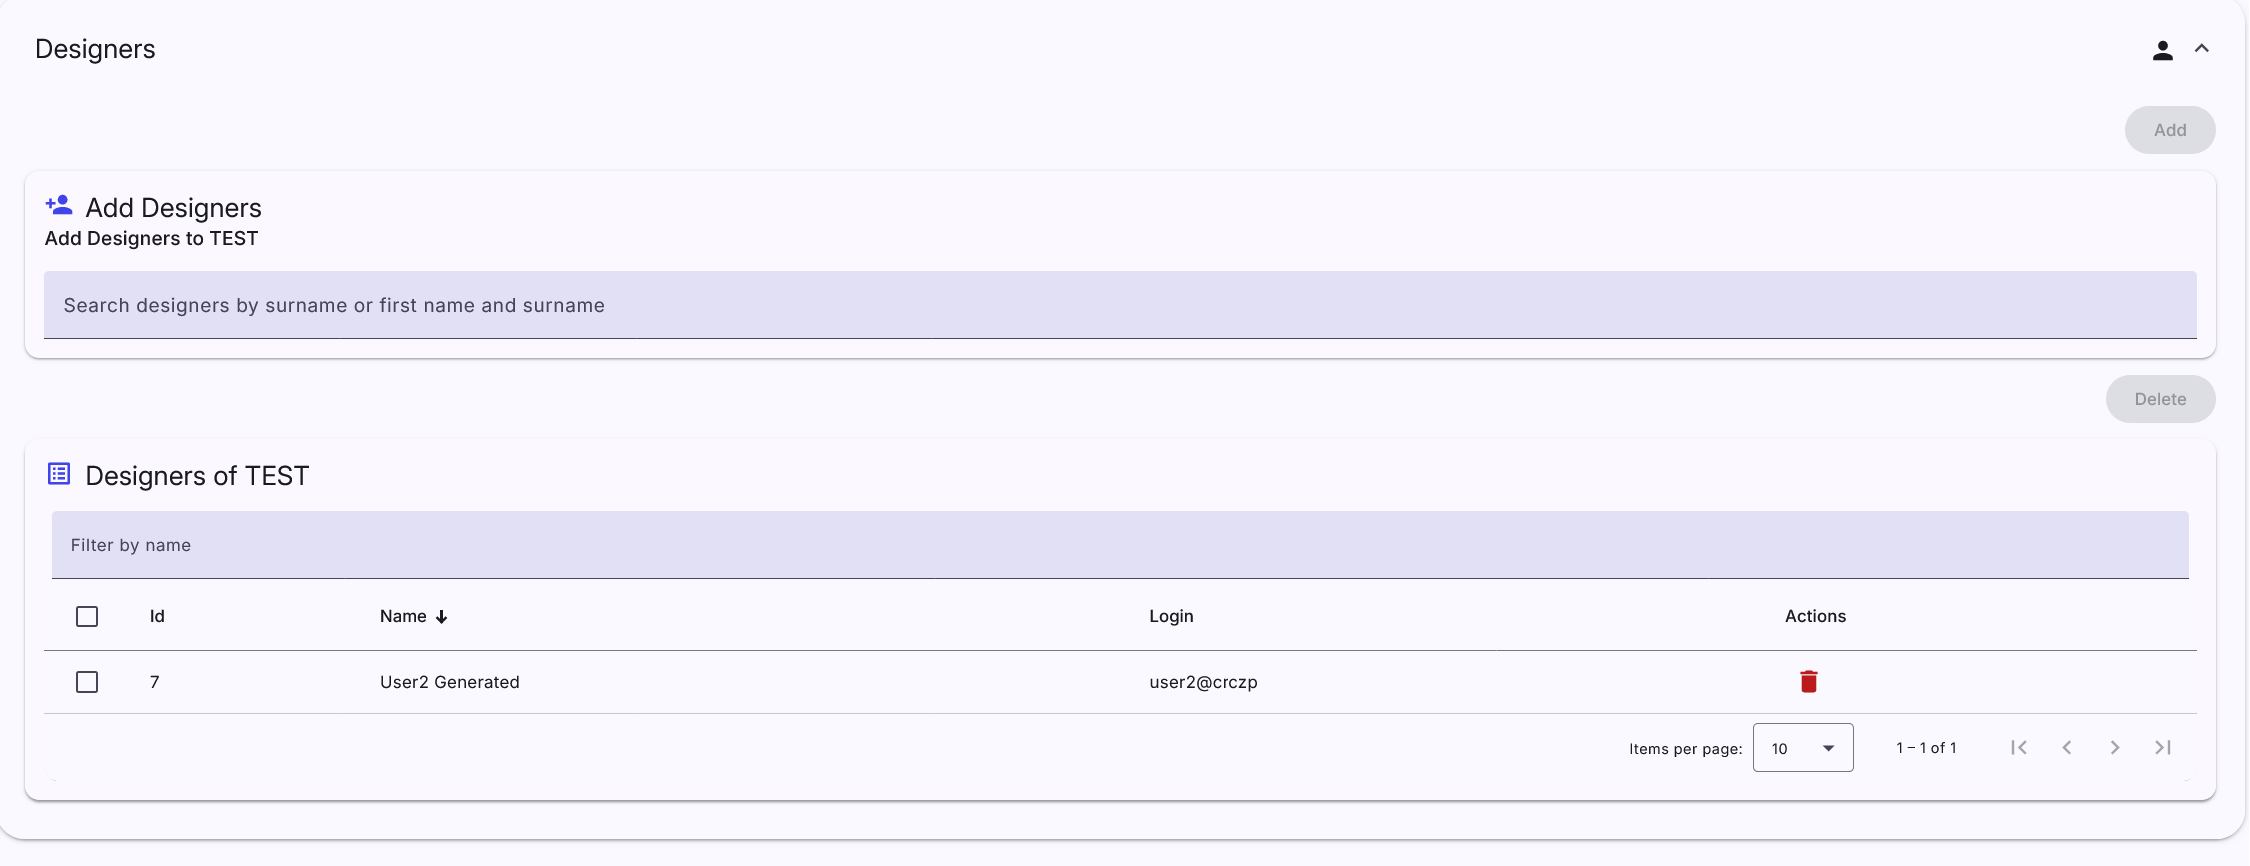 Designers
Add
Add Designers
Add Designers to TEST
Search designers by surname or first name and surname
Delete
Designers of TEST
Filter by name
Id Name Login Actions
7 User2 Generated user2@crczp
Items per page: 10 1 – 1 of 1